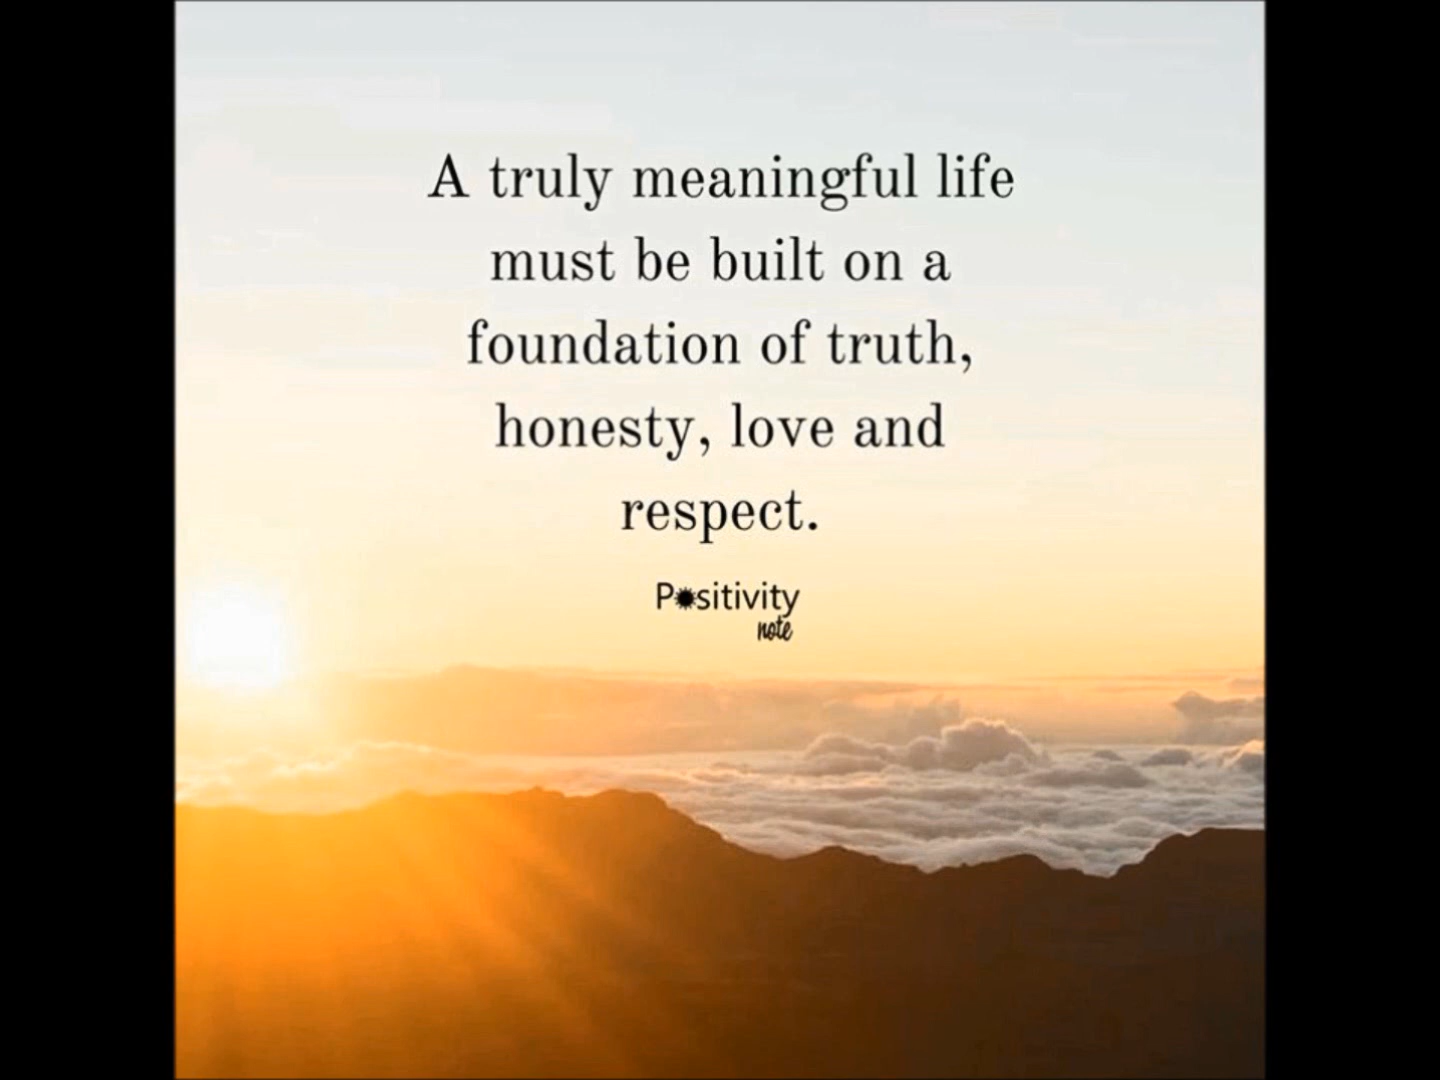 A truly meaningful life
must be built on a
foundation of truth,
honesty, love and
respect.
Positivity
note